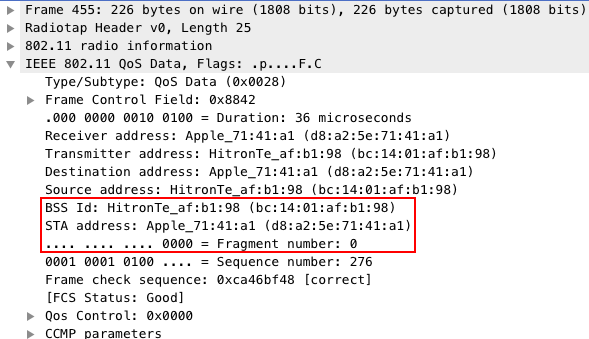 Frame 455: 226 bytes on wire (1808 bits), 226 bytes captured (1808 bits)
Radiotap Header v0, Length 25
802.11 radio information
IEEE 802.11 QoS Data, Flags: .p....F.C
Type/Subtype: QoS Data (0x0028)
Frame Control Field: 0x8842
.000 0000 0010 0100 = Duration: 36 microseconds
Receiver address: Apple_71:41:a1 (d8:a2:5e:71:41:a1)
Transmitter address: HitronTe_af:b1:98 (bc:14:01:af:b1:98)
Destination address: Apple_71:41:a1 (d8:a2:5e:71:41:a1)
Source address: HitronTe_af:b1:98 (bc:14:01:af:b1:98)
BSS Id: HitronTe_af:b1:98 (bc:14:01:af:b1:98)
STA address: Apple_71:41:a1 (d8:a2:5e:71:41:a1)
.... .... .... 0000 = Fragment number: 0
0001 0001 0100 .... = Sequence number: 276
Frame check sequence: 0xca46bf48 [correct]
[FCS Status: Good]
Qos Control: 0x0000
CCMP parameters